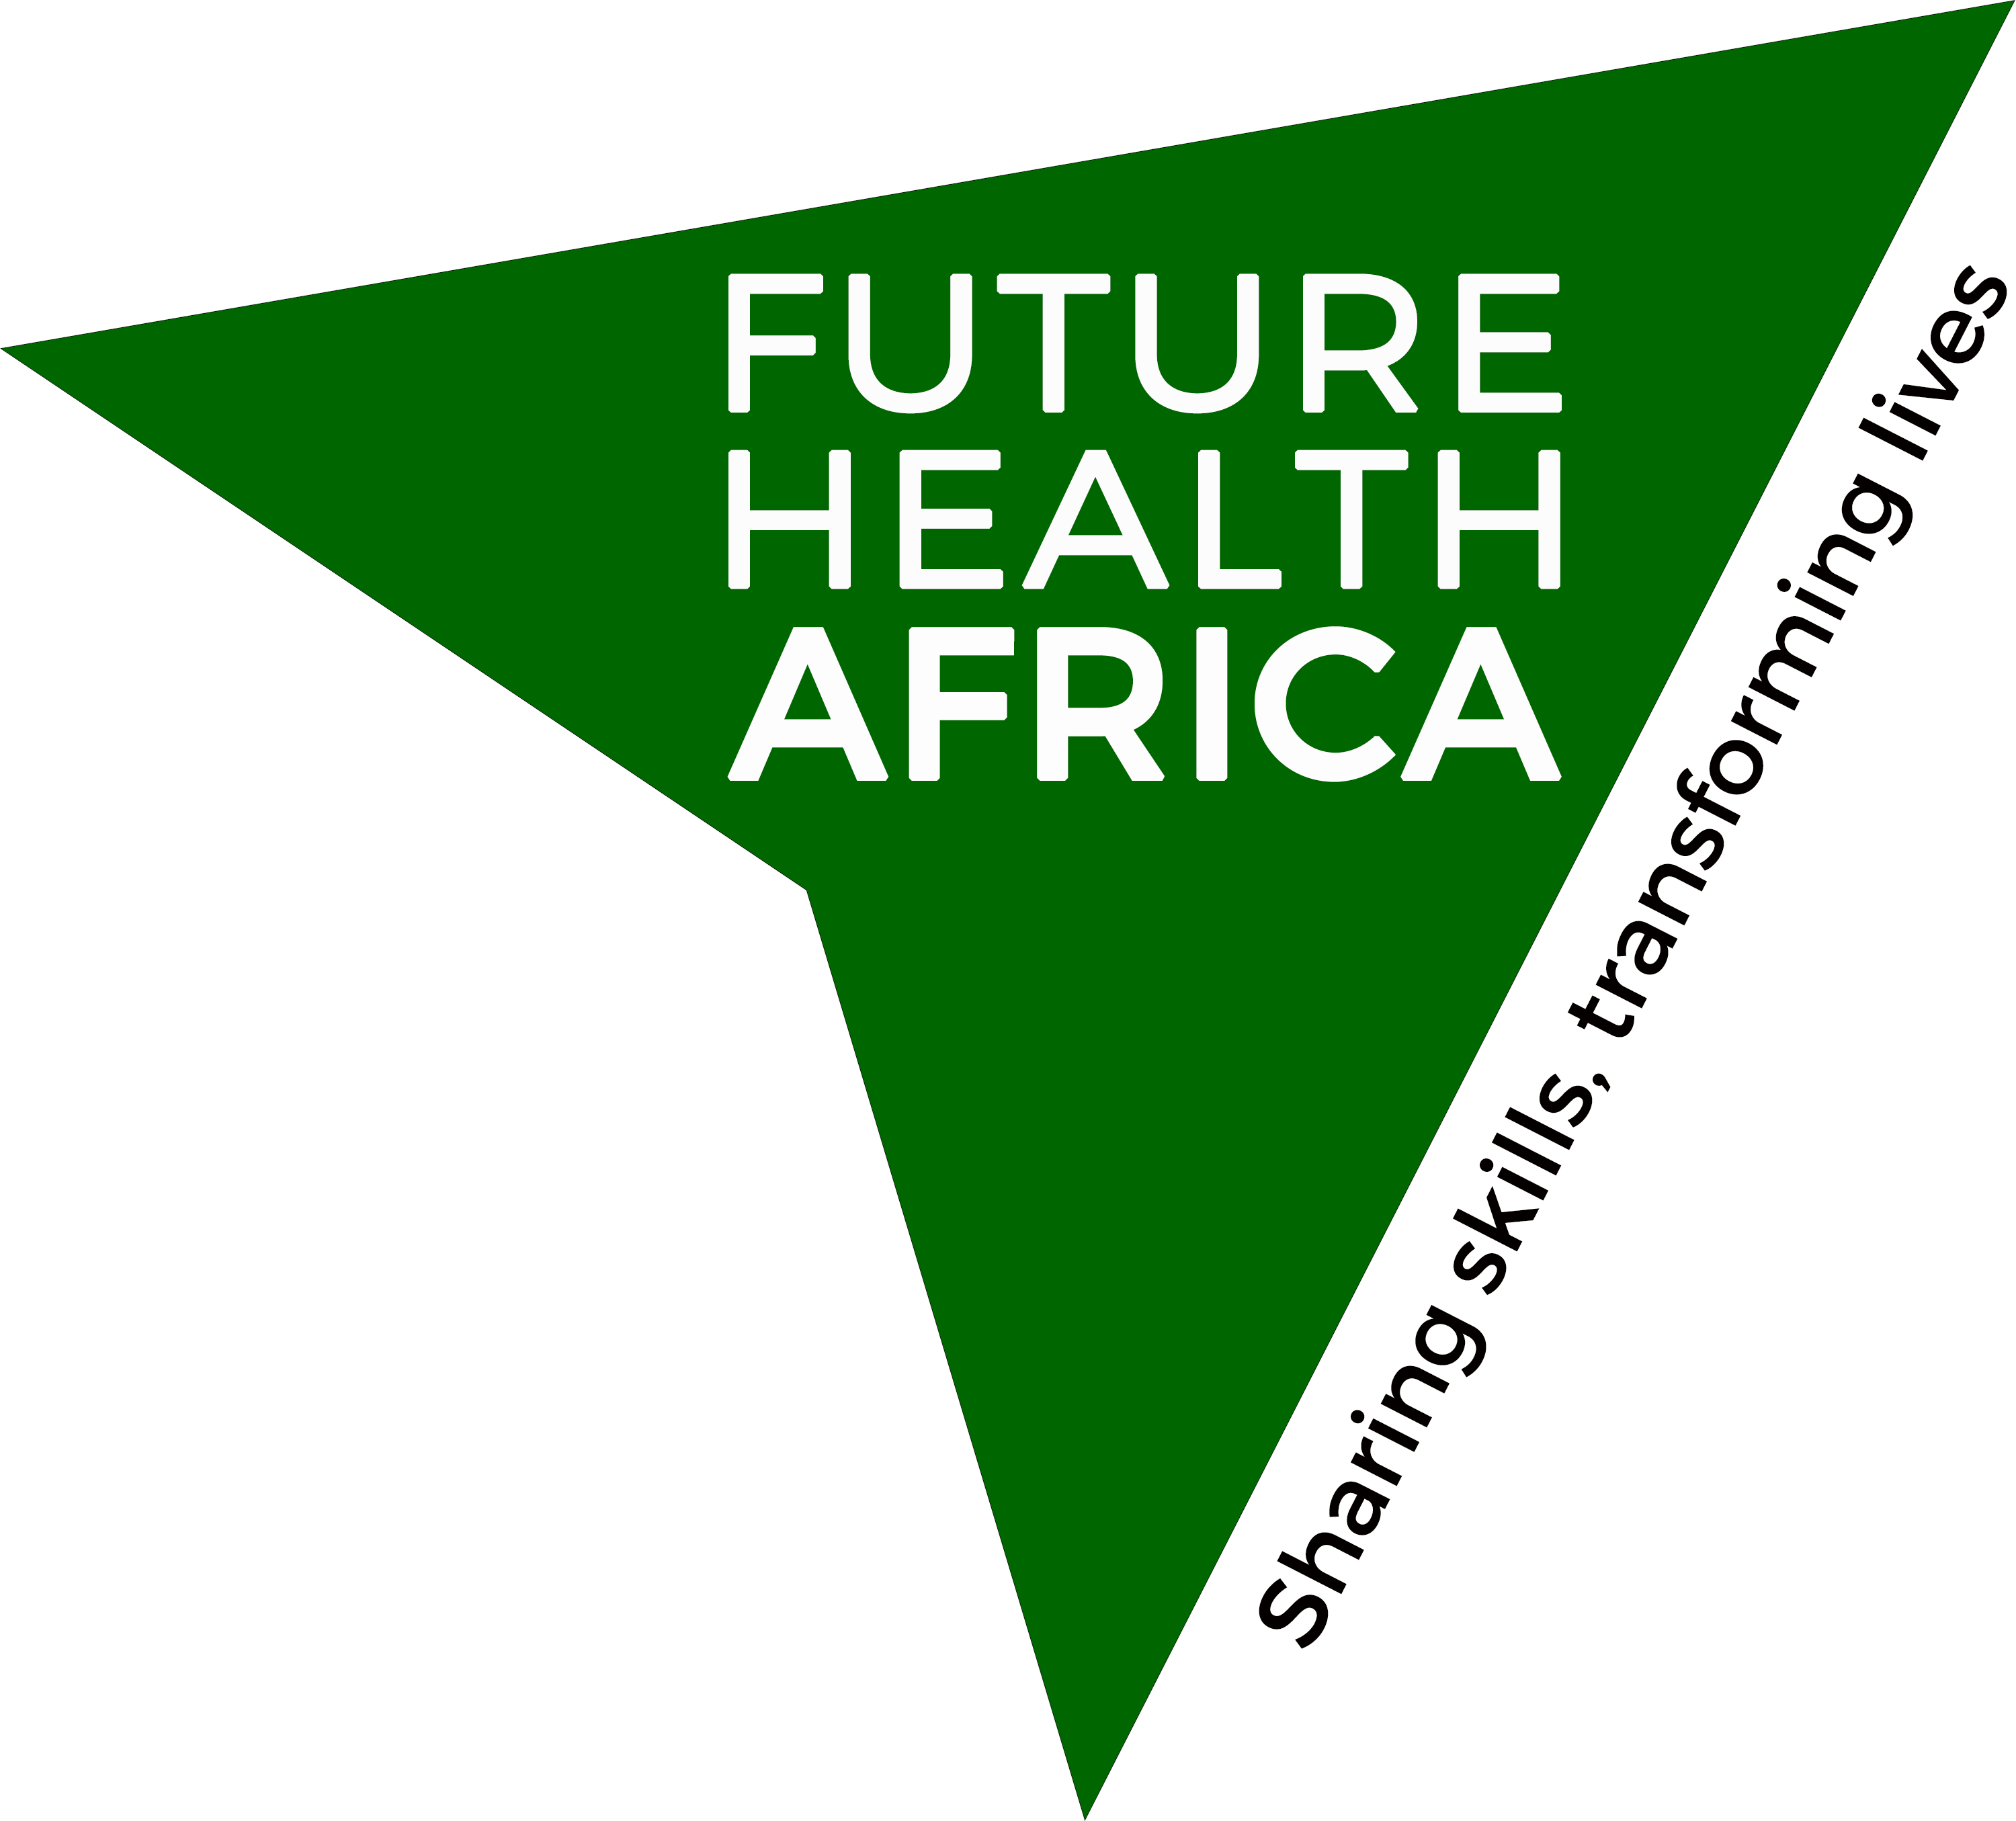 FUTURE
HEALTH
AFRICA
Sharing skills, transforming lives